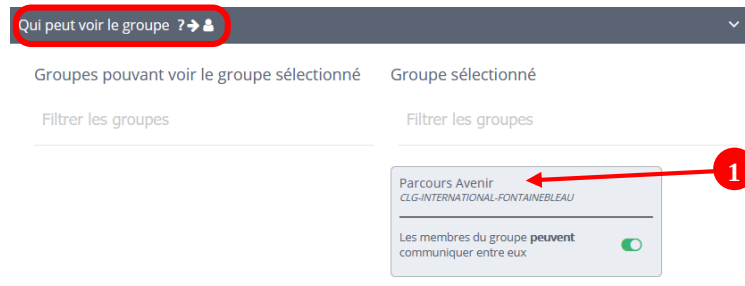 Qui peut voir le groupe ?➔
Groupes pouvant voir le groupe sélectionné
Groupe sélectionné
Filtrer les groupes
Filtrer les groupes
Parcours Avenir
CLG-INTERNATIONAL-FONTAINEBLEAU
1
Les membres du groupe peuvent
communiquer entre eux